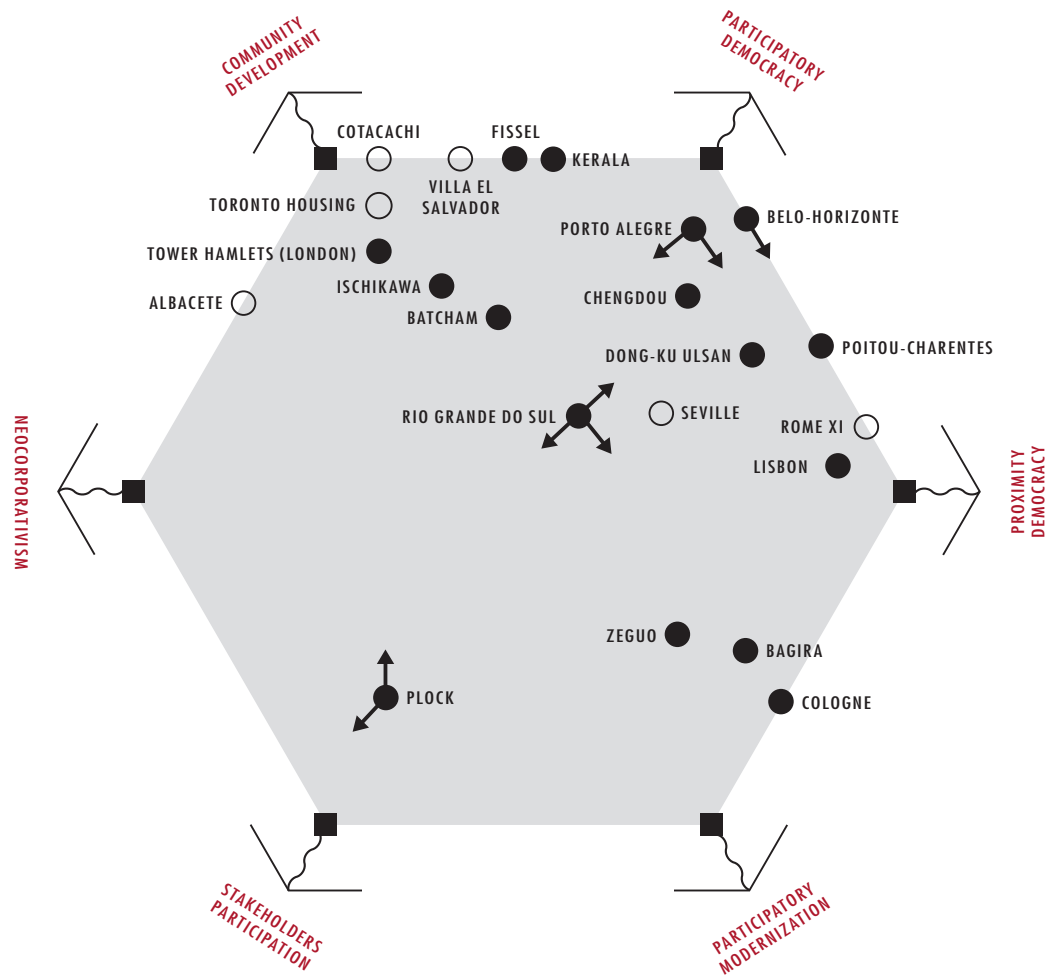 COMMUNITY
DEVELOPMENT
PARTICIPATORY
DEMOCRACY
COTACACHI
FISSEL
KERALA
VILLA EL
SALVADOR
TORONTO HOUSING
BELO-HORIZONTE
PORTO ALEGRE
TOWER HAMLETS (LONDON)
ISCHIKAWA
CHENGDOU
ALBACETE
BATCHAM
POITOU-CHARENTES
DONG-KU ULSAN
RIO GRANDE DO SUL
SEVILLE
ROME XI
LISBON
NEOCORPORATIVISM
PROXIMITY
DEMOCRACY
ZEGUO
BAGIRA
PLOCK
COLOGNE
STAKEHOLDERS
PARTICIPATION
PARTICIPATORY
MODERNIZATION